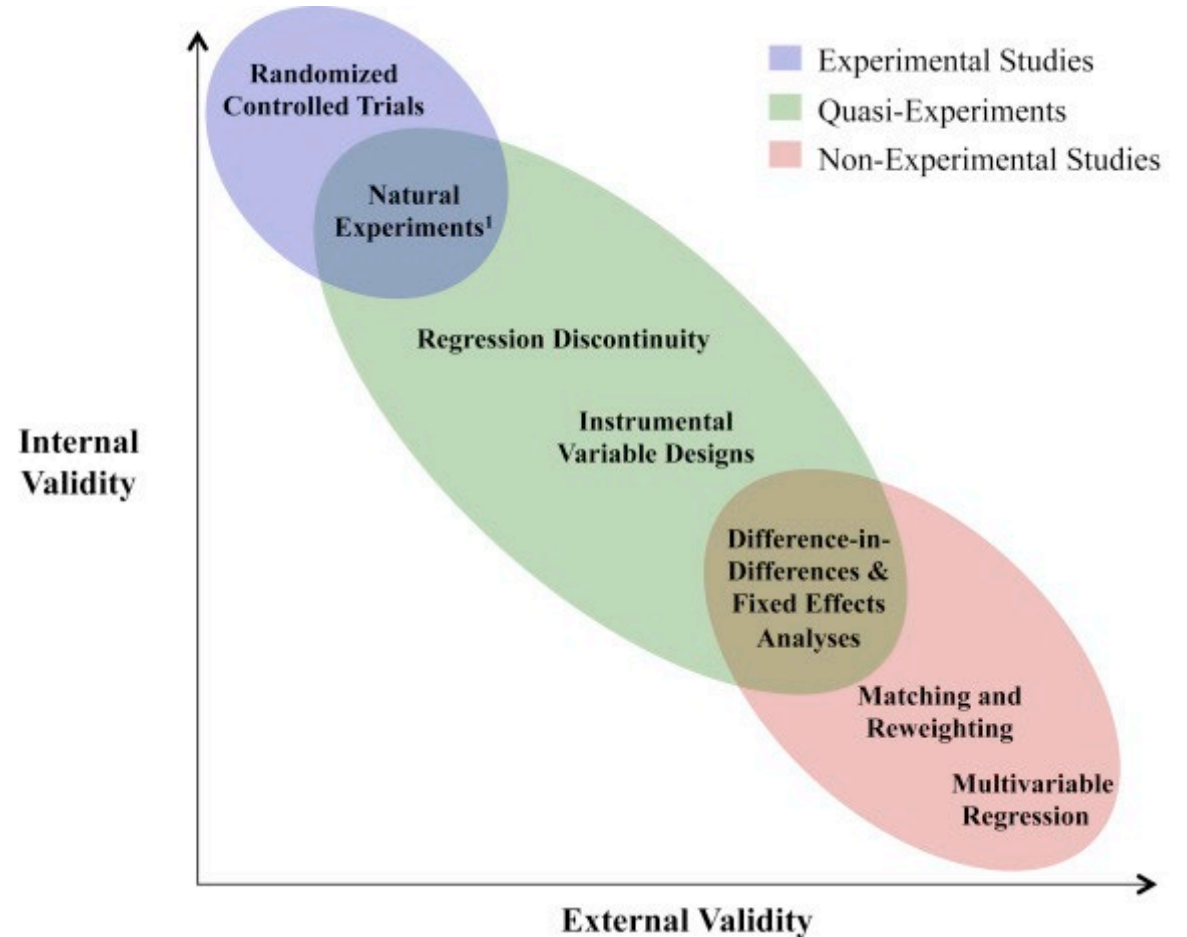 Randomized
Controlled Trials
Experimental Studies
Quasi-Experiments
Non-Experimental Studies
Natural
Experiments¹
Regression Discontinuity
Instrumental
Variable Designs
Internal
Validity
Difference-in-
Differences &
Fixed Effects
Analyses
Matching and
Reweighting
Multivariable
Regression
External Validity